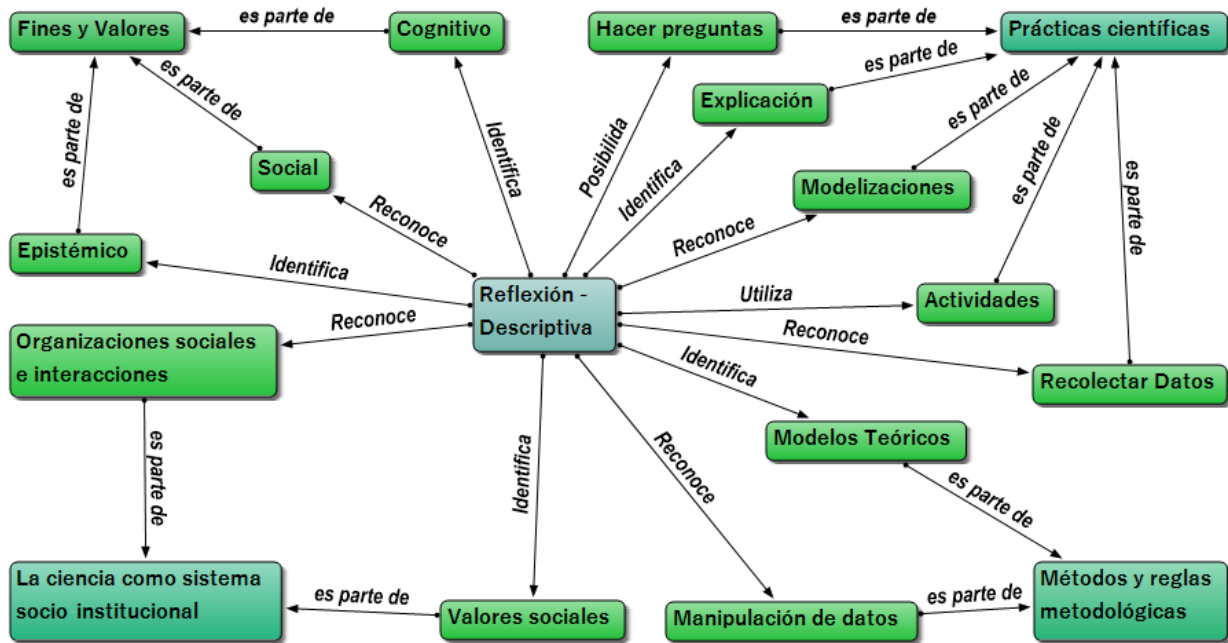 Fines y Valores
es parte de
Cognitivo
Hacer preguntas
es parte de
Prácticas científicas
es parte de
es parte de
Explicación
es parte de
es parte de
es parte de
es parte de
Social
Identifica
Posibilida
Identifica
Modelizaciones
Reconoce
Reconoce
Epistémico
Identifica
Reflexión -
Descriptiva
Utiliza
Actividades
Organizaciones sociales
e interacciones
Reconoce
Reconoce
Recolectar Datos
Identifica
Modelos Teóricos
es parte de
Identifica
Reconoce
es parte de
La ciencia como sistema
socio institucional
es parte de
Valores sociales
Manipulación de datos
es parte de
Métodos y reglas
metodológicas